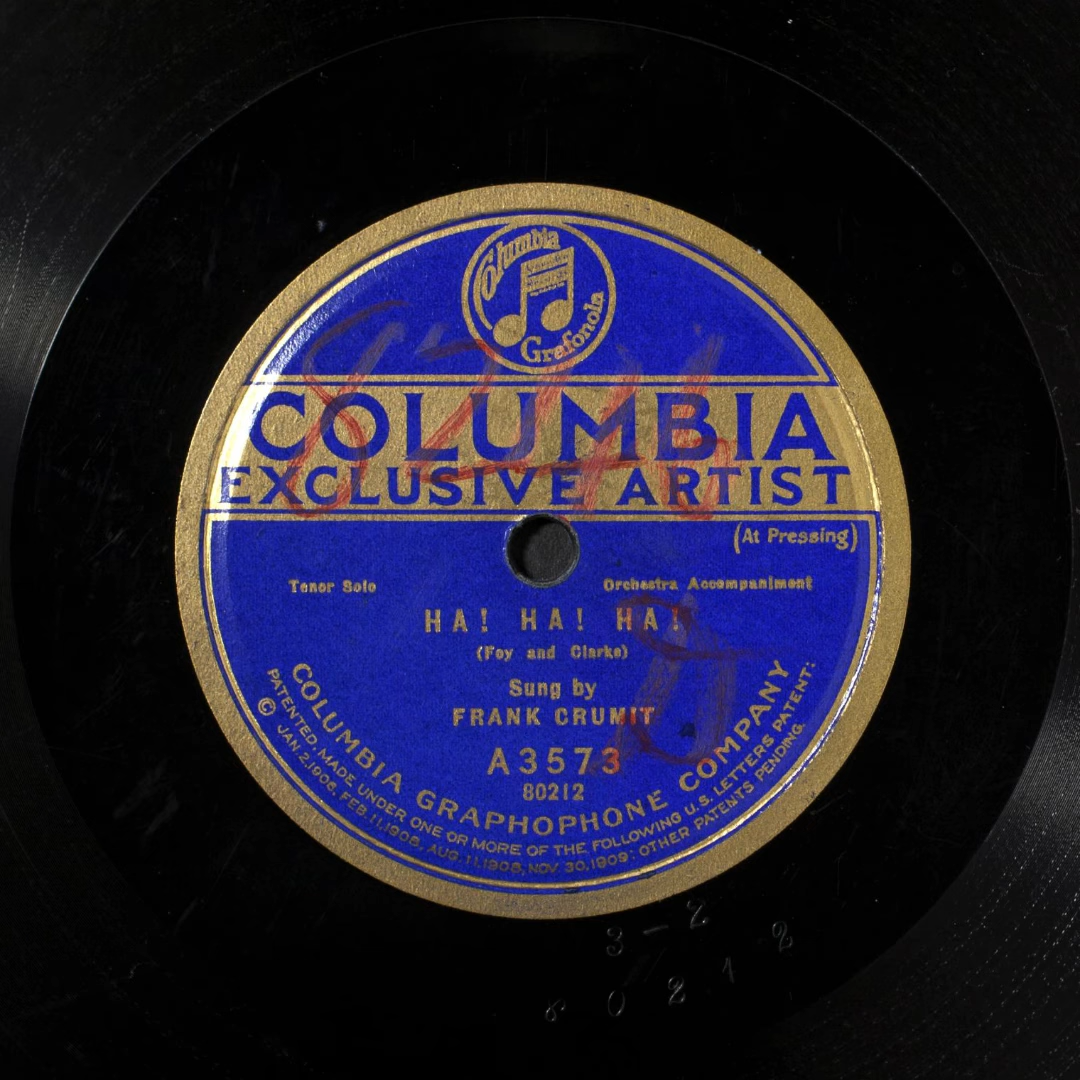 Columbia
Grafonola
COLUMBIA
EXCLUSIVE ARTIST
(At Pressing)
Tenor Solo Orchestra Accompaniment
HA! HA! HA!
(Foy and Clarke)
Sung by
FRANK CRUMIT
A3573
80212
COLUMBIA GRAPHOPHONE COMPANY
PATENTED, MADE UNDER ONE OR MORE OF THE FOLLOWING U.S. LETTERS PATENT:
© JAN. 2, 1906, FEB. 11, 1908, AUG. 11, 1908, NOV. 30, 1909; OTHER PATENTS PENDING.
3-2
80212